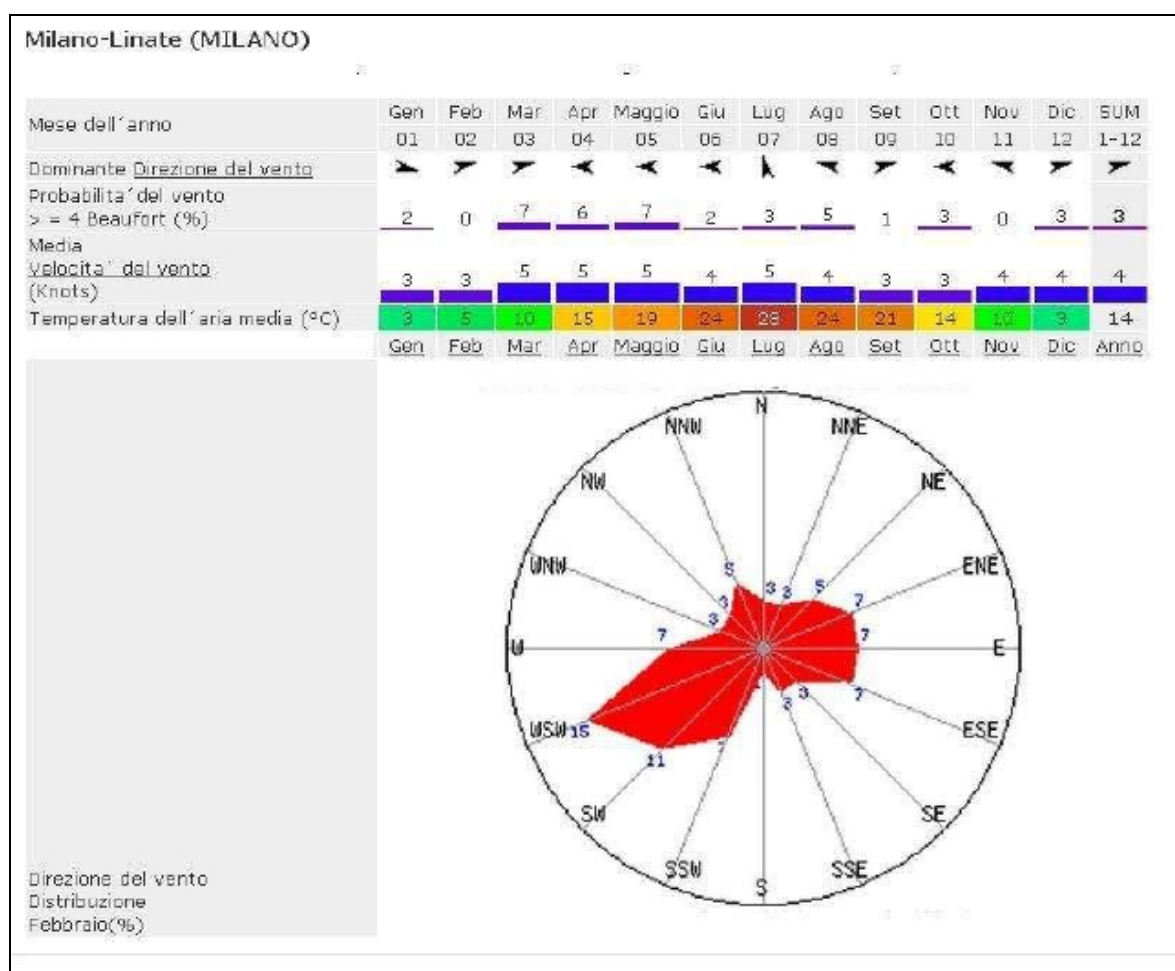 Milano-Linate (MILANO)
Mese dell´anno
Gen Feb Mar Apr Maggio Giu Lug Ago Set Ott Nov Dic SUM
01 02 03 04 05 06 07 08 09 10 11 12 1-12
Dominante Direzione del vento
Probabilita´del vento
> = 4 Beaufort (%)
2 0 7 6 7 2 3 5 1 3 0 3 3
Media
Velocita´ del vento
(Knots)
3 3 5 5 5 4 5 4 3 3 4 4 4
Temperatura dell´aria media (ºC) 3 5 10 15 19 24 28 24 21 14 10 3 14
Gen Feb Mar Apr Maggio Giu Lug Ago Set Ott Nov Dic Anno
N
NNW NNE
NW NE
WNW ENE
5 3 3 5 7
3
3
W 7 7 E
7
3 3
WSW 15 ESE
11
SW SE
SSW SSE
S
Direzione del vento
Distribuzione
Febbraio(%)